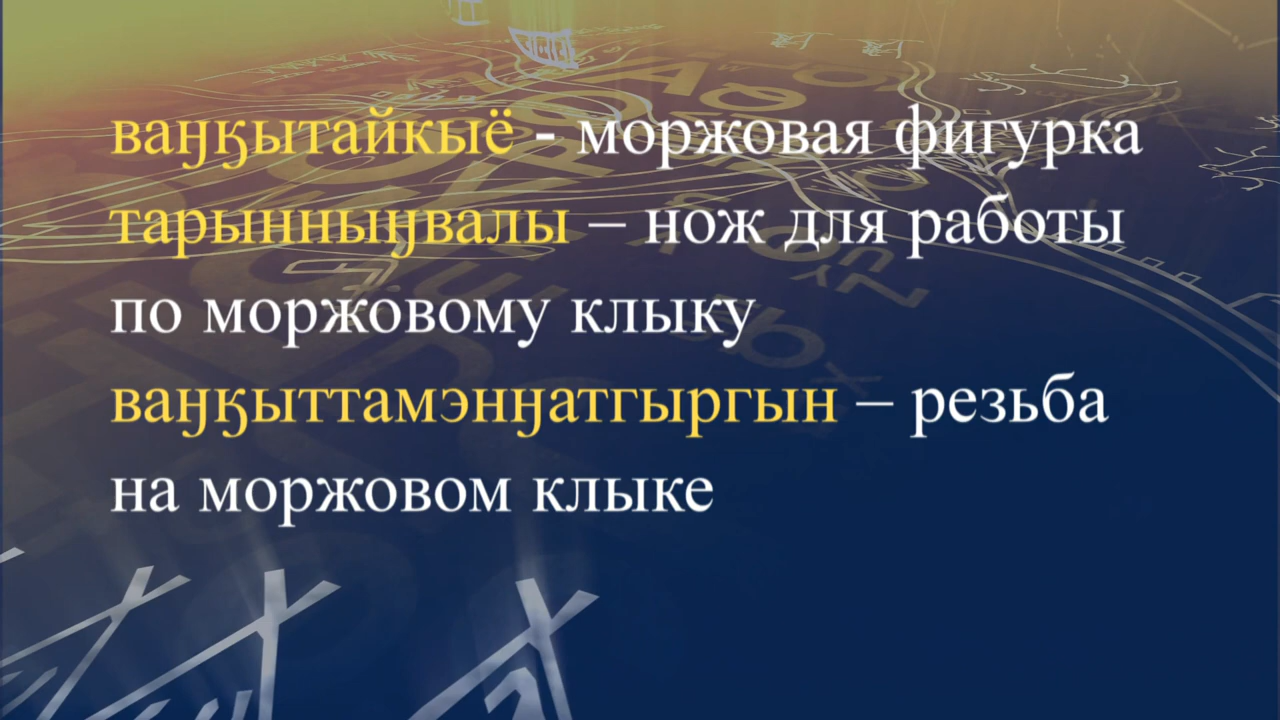 ваӈӄытайкыё - моржовая фигурка
тарынныӈвалы – нож для работы
по моржовому клыку
ваӈӄыттамэнӈатгыргын – резьба
на моржовом клыке